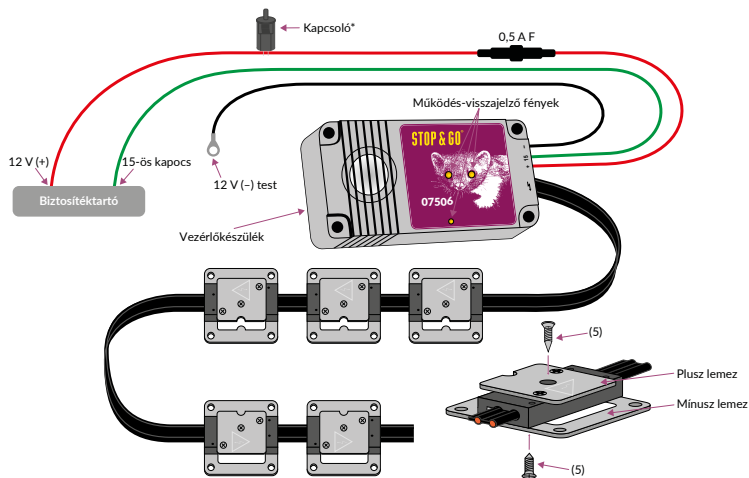 Kapcsoló*
0,5 A F
Működés-visszajelző fények
STOP & GO®
- 15 +
12 V (+)
15-ös kapocs
12 V (–) test
Biztosítéktartó
07506
Vezérlőkészülék
(5)
Plusz lemez
Mínusz lemez
(5)